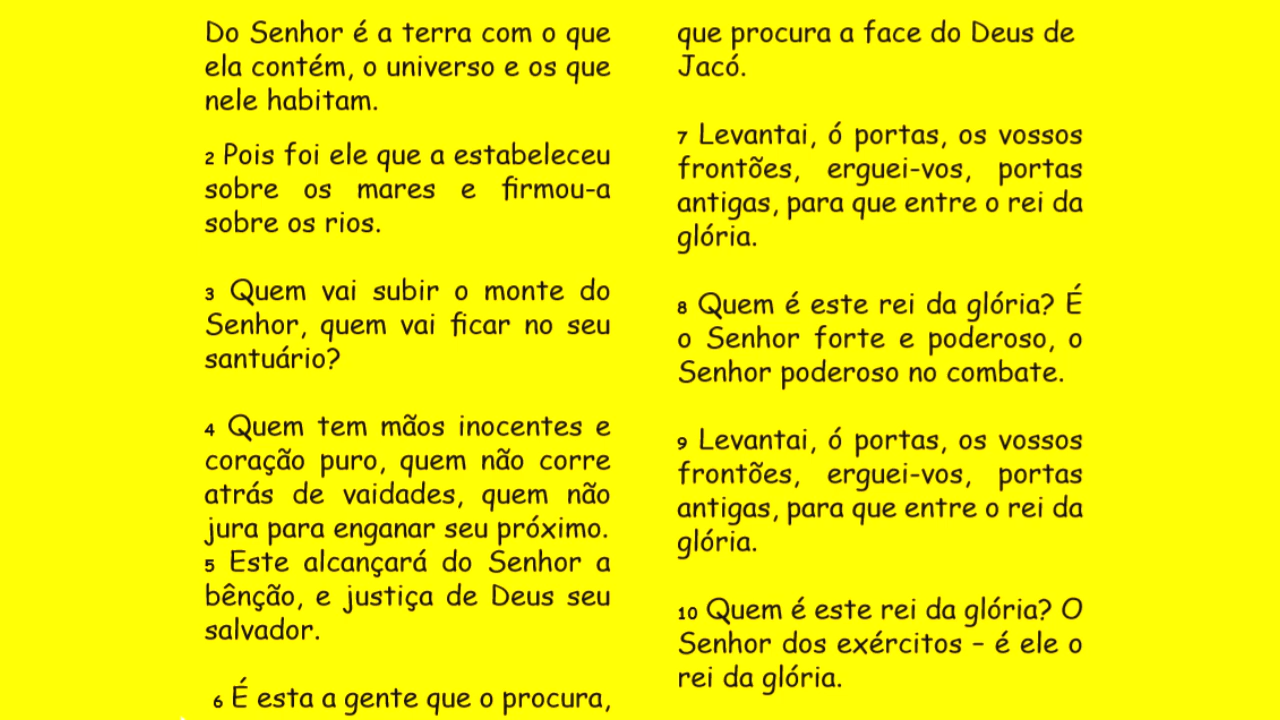 Do Senhor é a terra com o que
ela contém, o universo e os que
nele habitam.
2 Pois foi ele que a estabeleceu
sobre os mares e firmou-a
sobre os rios.
3 Quem vai subir o monte do
Senhor, quem vai ficar no seu
santuário?
4 Quem tem mãos inocentes e
coração puro, quem não corre
atrás de vaidades, quem não
jura para enganar seu próximo.
5 Este alcançará do Senhor a
bênção, e justiça de Deus seu
salvador.
6 É esta a gente que o procura,
que procura a face do Deus de
Jacó.
7 Levantai, ó portas, os vossos
frontões, erguei-vos, portas
antigas, para que entre o rei da
glória.
8 Quem é este rei da glória? É
o Senhor forte e poderoso, o
Senhor poderoso no combate.
9 Levantai, ó portas, os vossos
frontões, erguei-vos, portas
antigas, para que entre o rei da
glória.
10 Quem é este rei da glória? O
Senhor dos exércitos – é ele o
rei da glória.